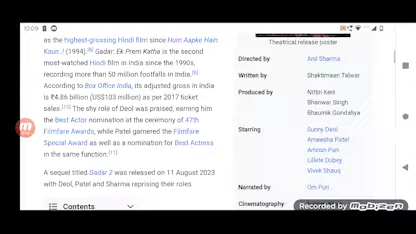 10:09
as the highest-grossing Hindi film since Hum Aapke Hain
Koun..! (1994).[8] Gadar: Ek Prem Katha is the second
most-watched Hindi film in India since the 1990s,
recording more than 50 million footfalls in India.[9]
According to Box Office India, its adjusted gross in India
is ₹4.86 billion (US$103 million) as per 2017 ticket
sales.[10] The shy role of Deol was praised, earning him
the Best Actor nomination at the ceremony of 47th
Filmfare Awards, while Patel garnered the Filmfare
Special Award as well as a nomination for Best Actress
in the same function.[11]
A sequel titled Gadar 2 was released on 11 August 2023
with Deol, Patel and Sharma reprising their roles
Contents
Theatrical release poster
Directed by Anil Sharma
Written by Shaktimaan Talwar
Produced by Nittin Keni
Bhanwar Singh
Bhaumik Gondaliya
Starring Sunny Deol
Ameesha Patel
Amrish Puri
Lillete Dubey
Vivek Shauq
Narrated by Om Puri
Cinematography
Recorded by Mobizen